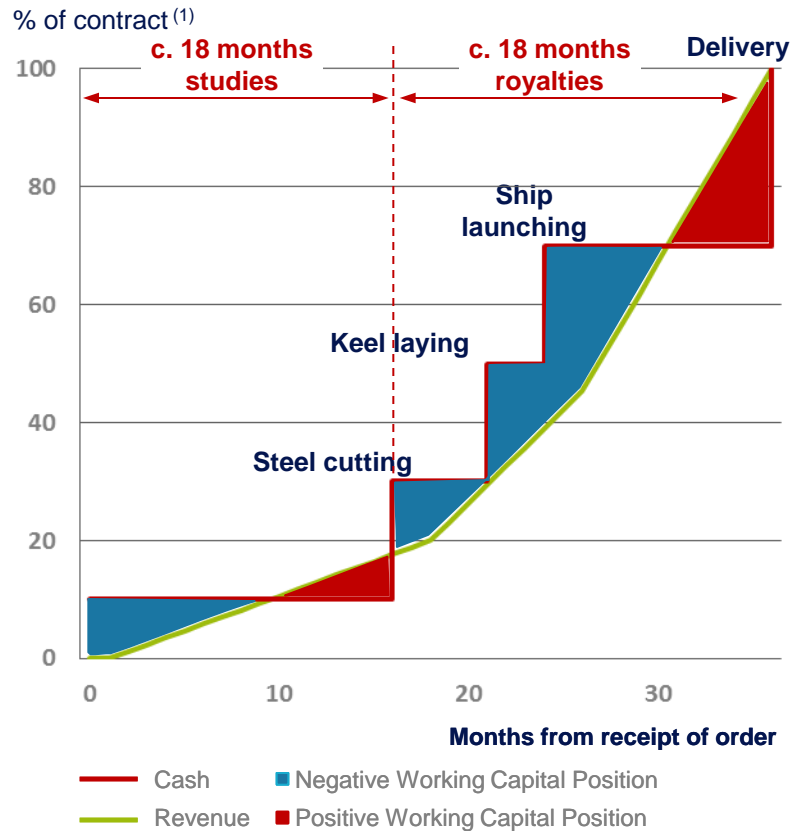 % of contract (1)
c. 18 months
studies
c. 18 months
royalties
Delivery
100
80
Ship
launching
60
Keel laying
40
Steel cutting
20
0
0 10 20 30
Months from receipt of order
Cash
Negative Working Capital Position
Revenue
Positive Working Capital Position